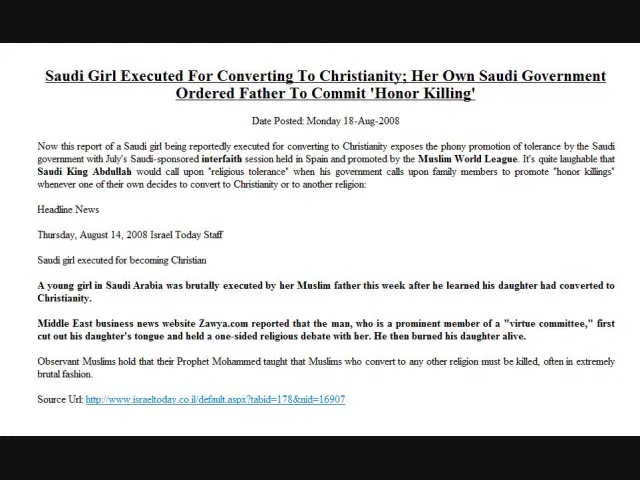 Saudi Girl Executed For Converting To Christianity; Her Own Saudi Government
Ordered Father To Commit 'Honor Killing'
Date Posted: Monday 18-Aug-2008
Now this report of a Saudi girl being reportedly executed for converting to Christianity exposes the phony promotion of tolerance by the Saudi
government with July's Saudi-sponsored interfaith session held in Spain and promoted by the Muslim World League. It's quite laughable that
Saudi King Abdullah would call upon "religious tolerance" when his government calls upon family members to promote "honor killings"
whenever one of their own decides to convert to Christianity or to another religion:
Headline News
Thursday, August 14, 2008 Israel Today Staff
Saudi girl executed for becoming Christian
A young girl in Saudi Arabia was brutally executed by her Muslim father this week after he learned his daughter had converted to
Christianity.
Middle East business news website Zawya.com reported that the man, who is a prominent member of a "virtue committee," first
cut out his daughter's tongue and held a one-sided religious debate with her. He then burned his daughter alive.
Observant Muslims hold that their Prophet Mohammed taught that Muslims who convert to any other religion must be killed, often in extremely
brutal fashion.
Source Url: http://www.israeltoday.co.il/default.aspx?tabid=178&nid=16907